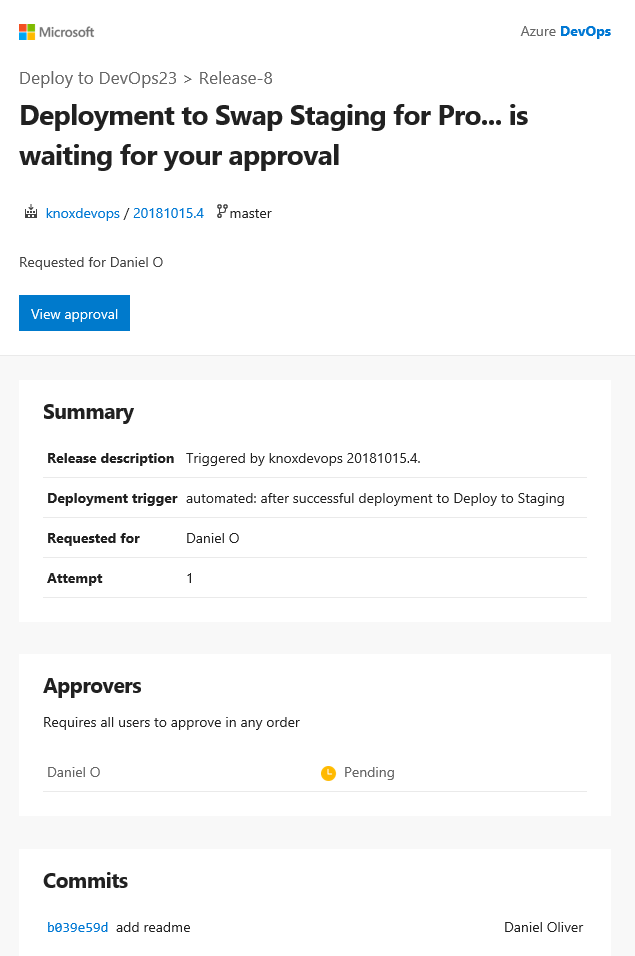 Microsoft
Azure DevOps
Deploy to DevOps23 > Release-8
Deployment to Swap Staging for Pro... is
waiting for your approval
knoxdevops / 20181015.4 master
Requested for Daniel O
View approval
Summary
Release description Triggered by knoxdevops 20181015.4.
Deployment trigger automated: after successful deployment to Deploy to Staging
Requested for Daniel O
Attempt 1
Approvers
Requires all users to approve in any order
Daniel O Pending
Commits
b039e59d add readme Daniel Oliver